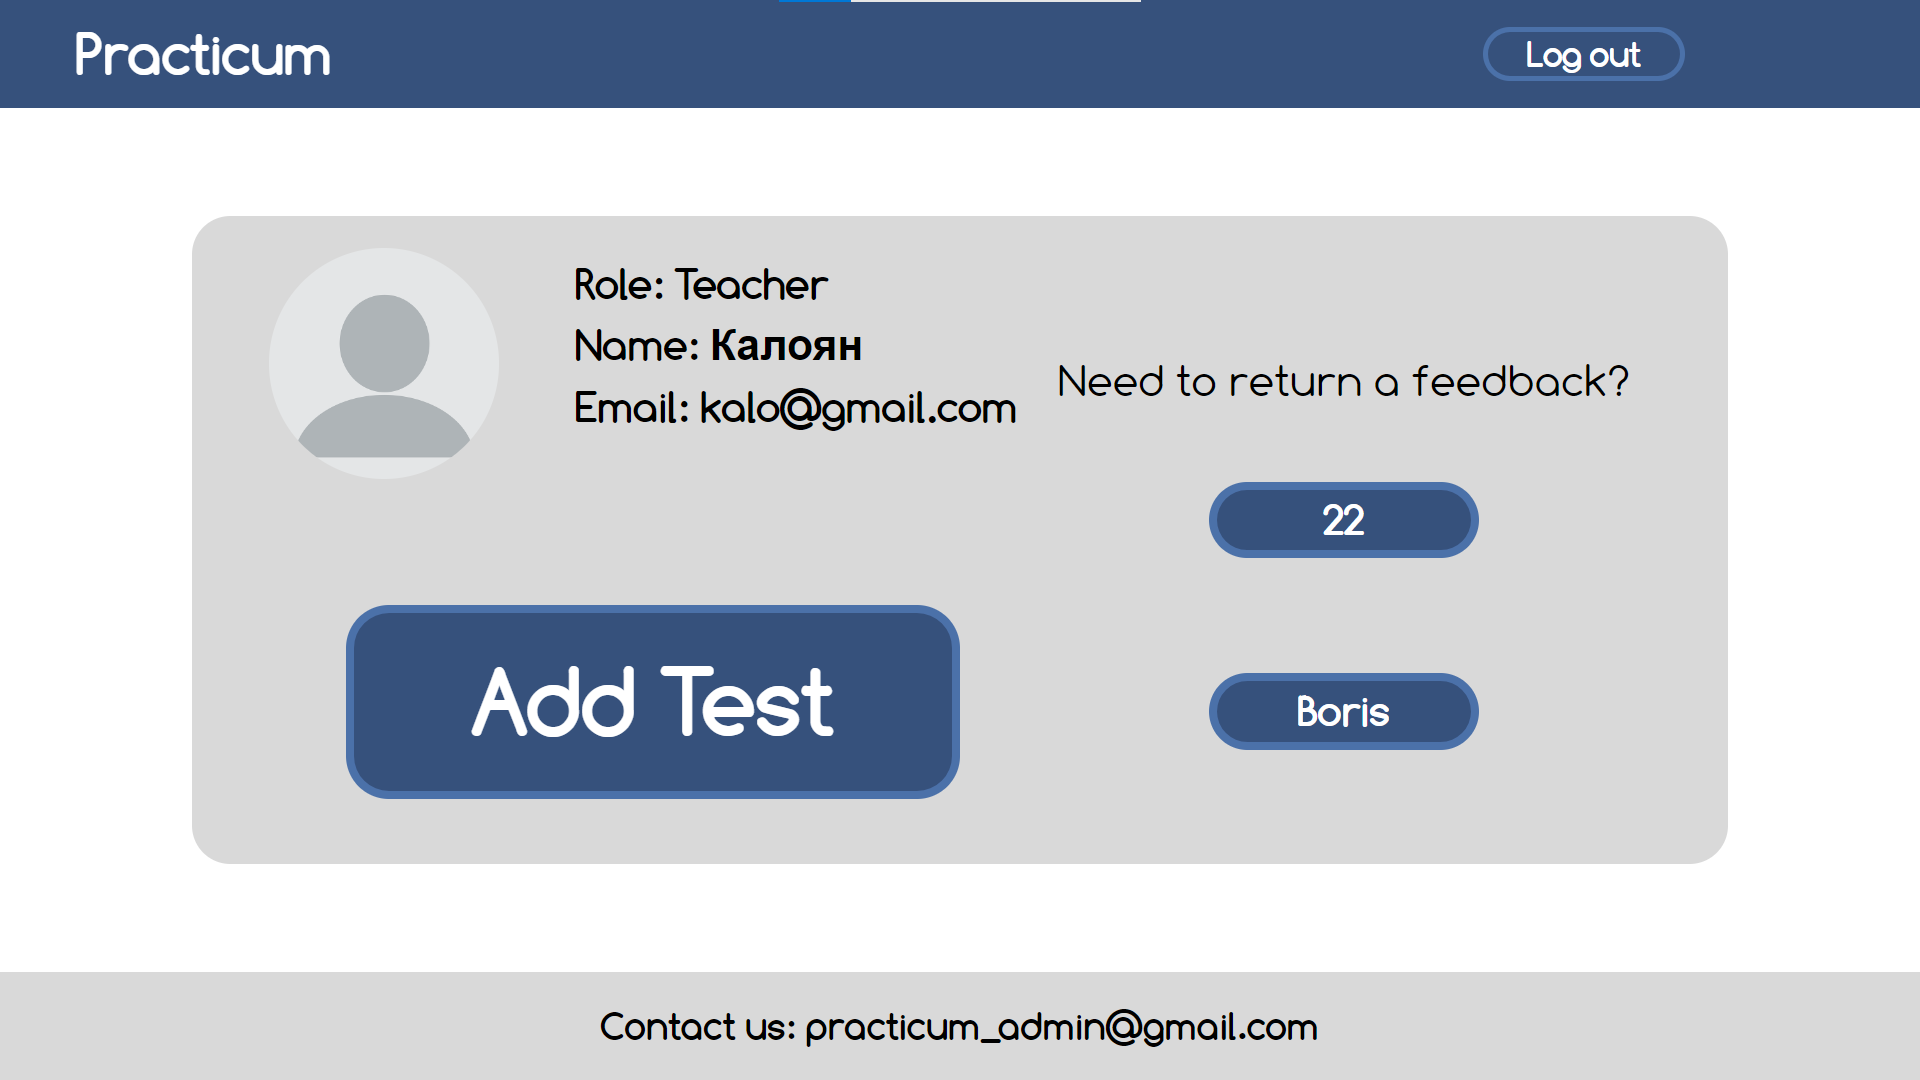 Practicum
Log out
Role: Teacher
Name: Калоян
Email: kalo@gmail.com
Need to return a feedback?
22
Boris
Add Test
Contact us: practicum_admin@gmail.com